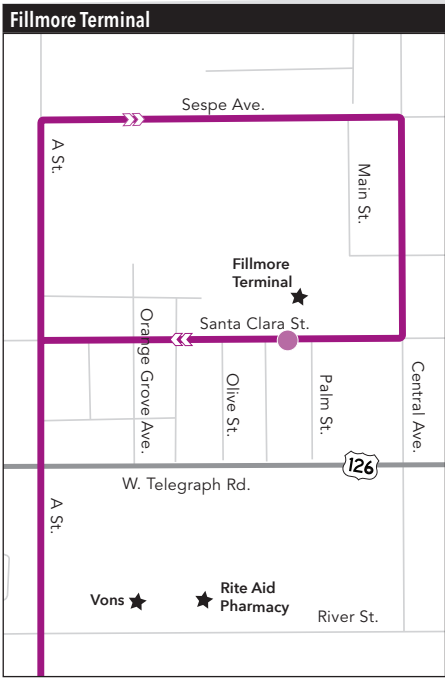 Fillmore Terminal
Sespe Ave.
A St.
Main St.
Fillmore
Terminal
Santa Clara St.
Orange Grove Ave.
Olive St.
Palm St.
Central Ave.
126
W. Telegraph Rd.
A St.
Vons
Rite Aid
Pharmacy
River St.